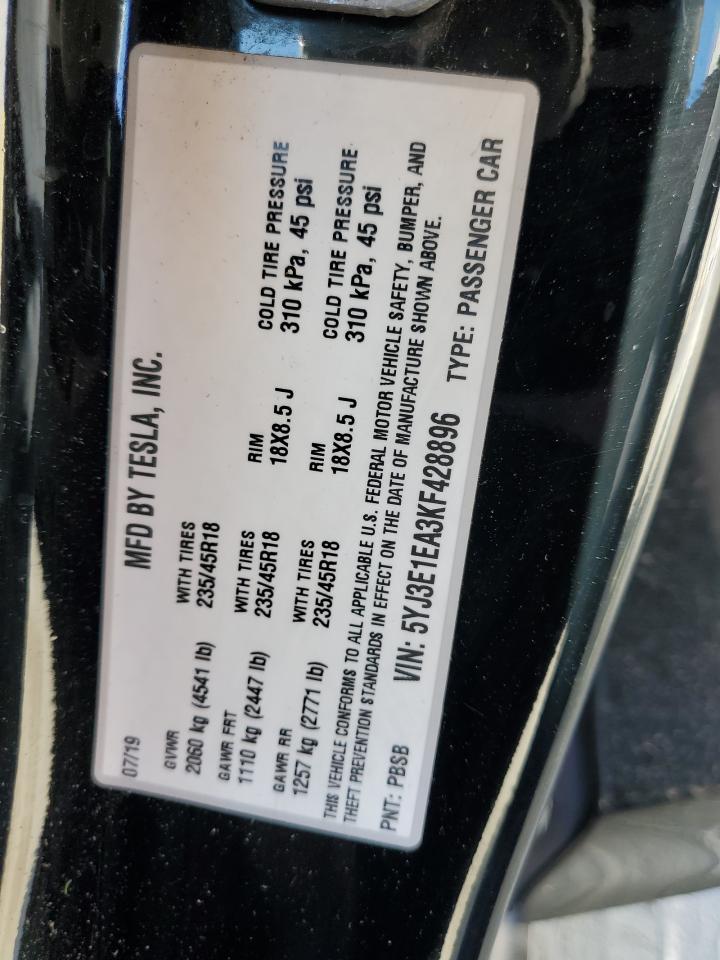 MFD BY TESLA, INC.
07/19
GVWR WITH TIRES RIM COLD TIRE PRESSURE
2060 kg (4541 lb) 235/45R18 18X8.5 J 310 kPa, 45 psi
GAWR FRT WITH TIRES RIM COLD TIRE PRESSURE
1110 kg (2447 lb) 235/45R18 18X8.5 J 310 kPa, 45 psi
GAWR RR WITH TIRES
1257 kg (2771 lb) 235/45R18
THIS VEHICLE CONFORMS TO ALL APPLICABLE U.S. FEDERAL MOTOR VEHICLE SAFETY, BUMPER, AND
THEFT PREVENTION STANDARDS IN EFFECT ON THE DATE OF MANUFACTURE SHOWN ABOVE.
PNT: PBSB VIN: 5YJ3E1EA3KF428896 TYPE: PASSENGER CAR